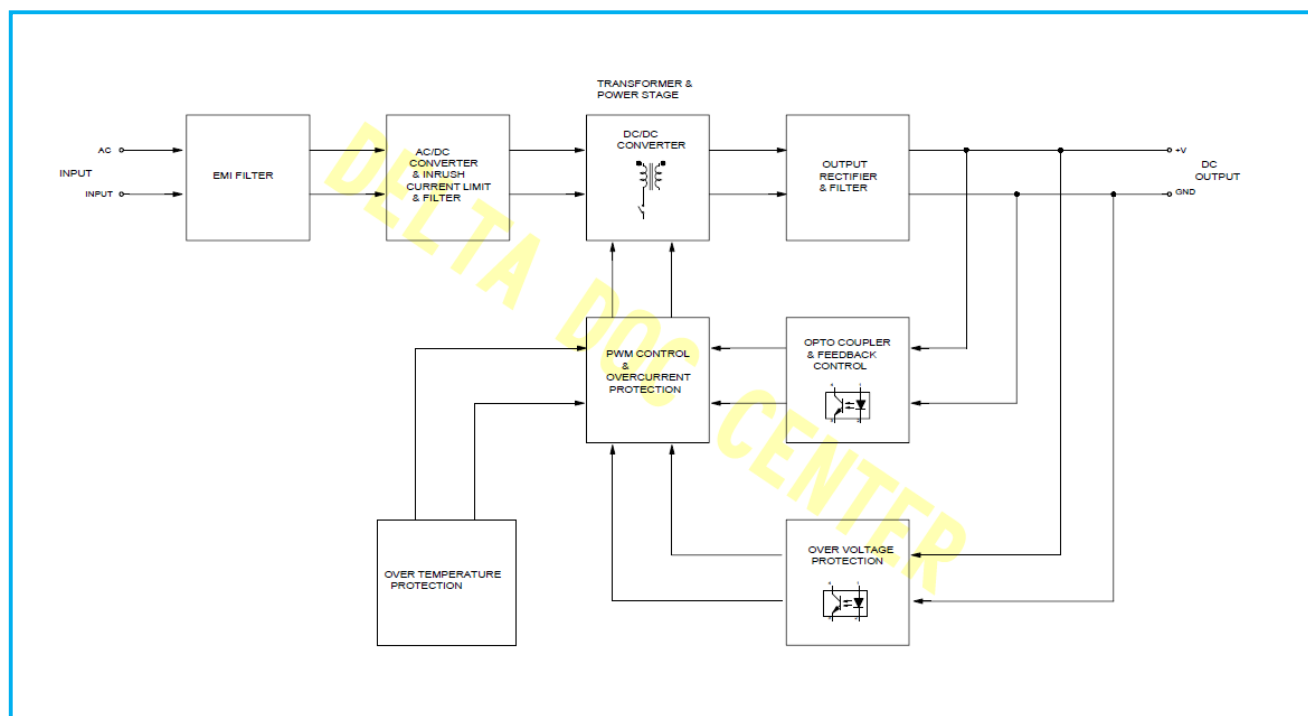 TRANSFORMER &
POWER STAGE
AC
INPUT
INPUT
EMI FILTER
AC/DC
CONVERTER
& INRUSH
CURRENT LIMIT
& FILTER
DC/DC
CONVERTER
OUTPUT
RECTIFIER
& FILTER
+V
DC
OUTPUT
GND
PWM CONTROL
&
OVERCURRENT
PROTECTION
OPTO COUPLER
& FEEDBACK
CONTROL
OVER TEMPERATURE
PROTECTION
OVER VOLTAGE
PROTECTION
DELTA DOC CENTER